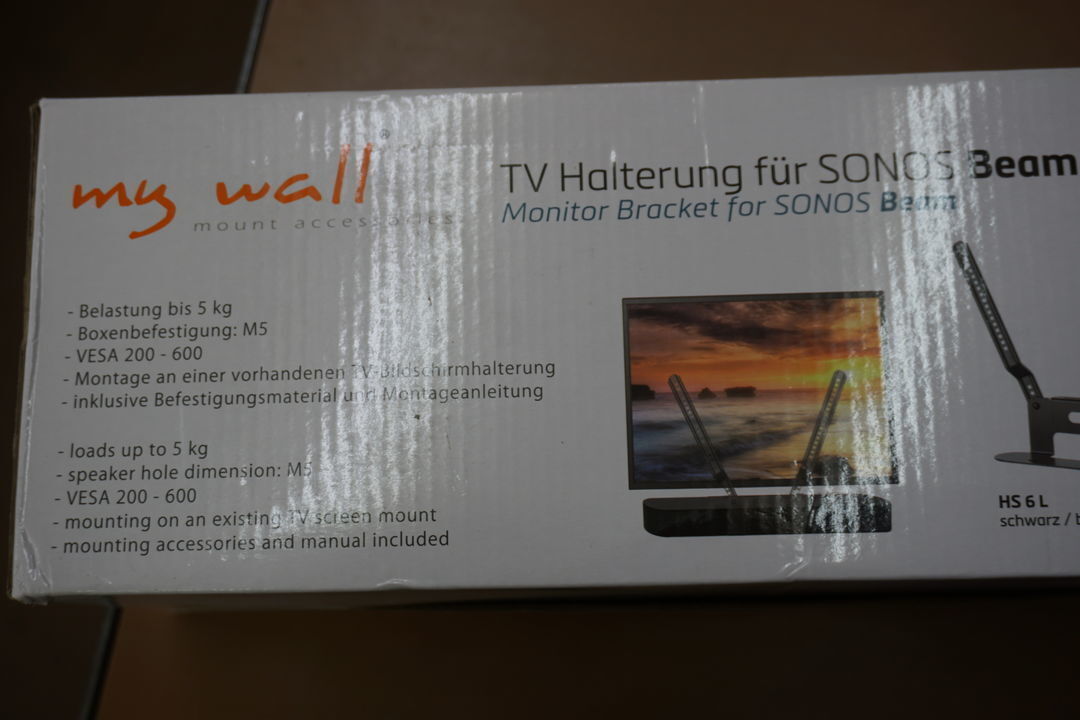 my wall®
mount accessories
TV Halterung für SONOS Beam
Monitor Bracket for SONOS Beam
- Belastung bis 5 kg
- Boxenbefestigung: M5
- VESA 200 - 600
- Montage an einer vorhandenen TV-Bildschirmhalterung
- inklusive Befestigungsmaterial und Montageanleitung
- loads up to 5 kg
- speaker hole dimension: M5
- VESA 200 - 600
- mounting on an existing TV screen mount
- mounting accessories and manual included
HS 6 L
schwarz /